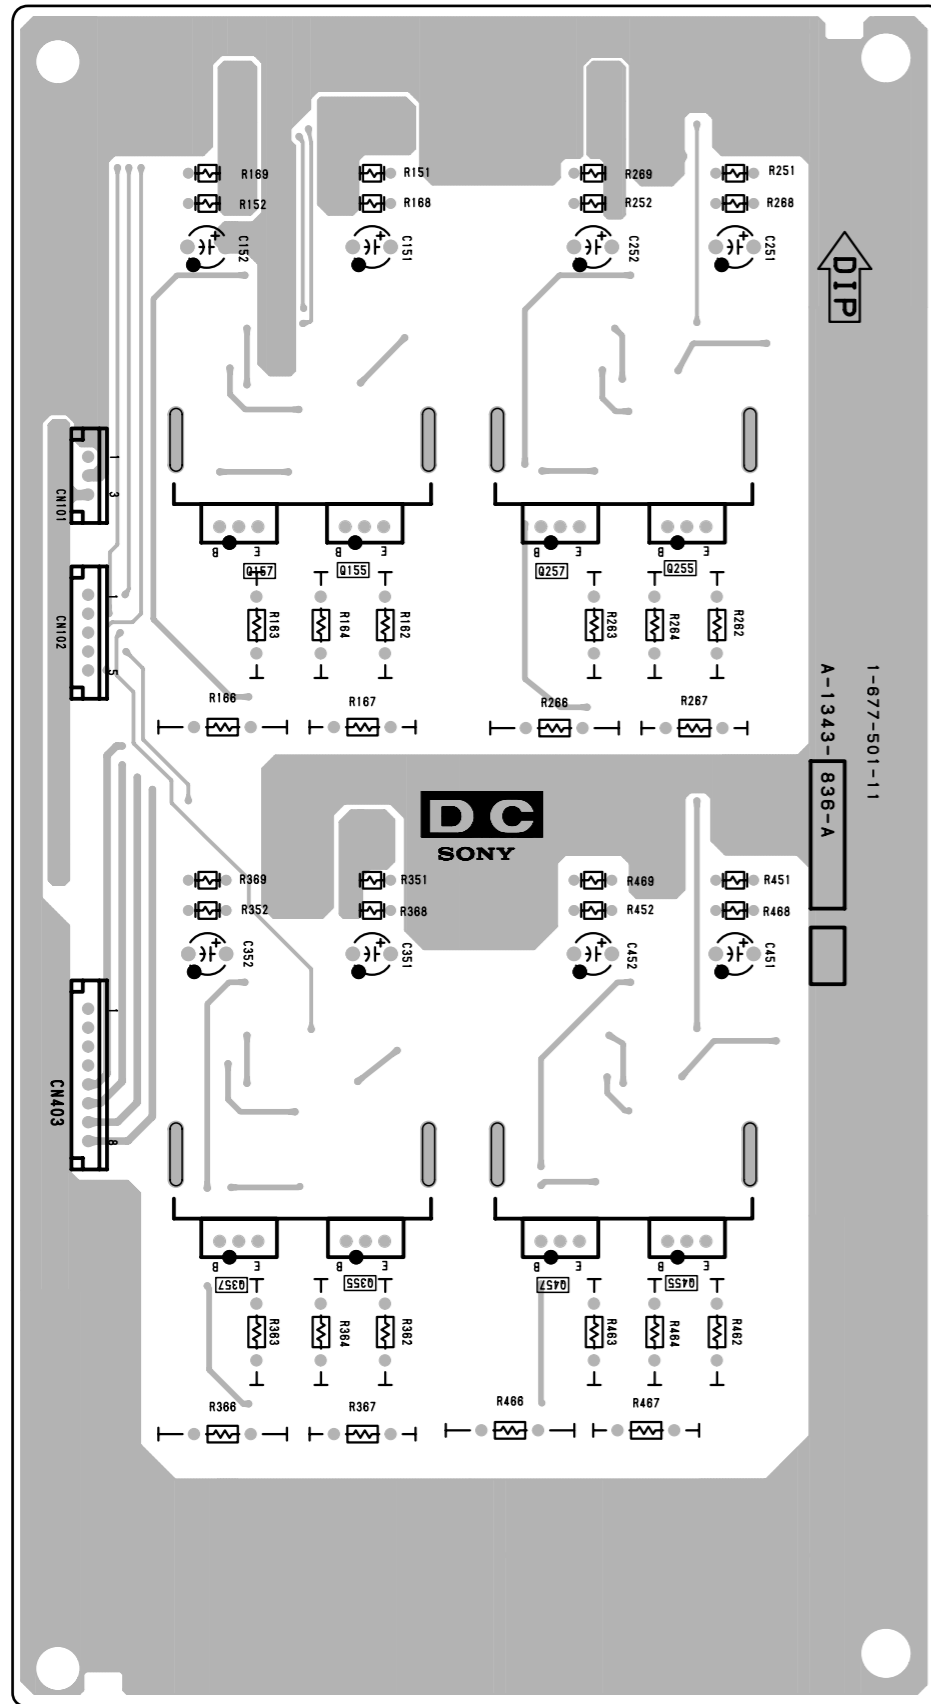 R169 R151 R269 R251
R152 R168 R252 R268
C152 C151 C252 C251
DIP
1
3
CN101
B E B E B E B E
Q157 Q155 Q257 Q255
1
5
CN102
R163 R164 R162 R263 R264 R262
R166 R167 R266 R267
1-677-501-11
A-1343-836-A
DC
SONY
R369 R351 R469 R451
R352 R368 R452 R468
C352 C351 C452 C451
1
8
CN403
B E B E B E B E
Q357 Q355 Q457 Q455
R363 R364 R362 R463 R464 R462
R366 R367 R466 R467